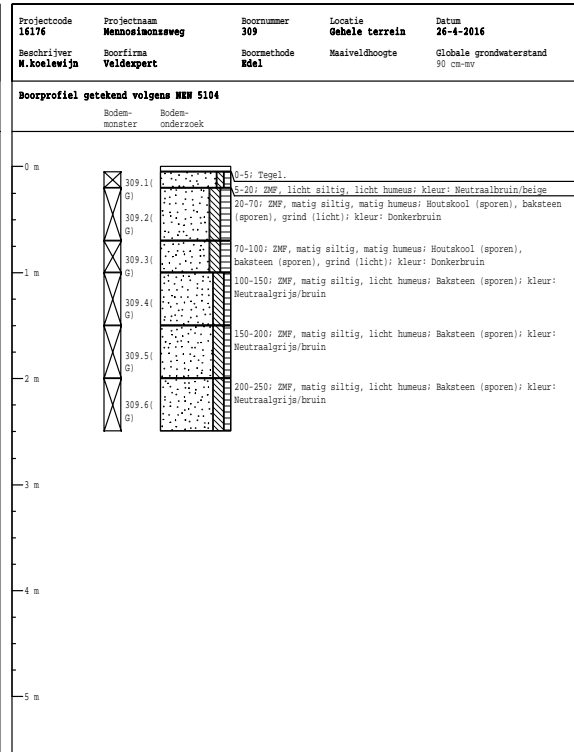 Projectcode Projectnaam Boornummer Locatie Datum
16176 Mennosimonzsweg 309 Gehele terrein 26-4-2016
Beschrijver Boorfirma Boormethode Maaiveldhoogte Globale grondwaterstand
M.koelewijn Veldexpert Edel 90 cm-mv
Boorprofiel getekend volgens NEN 5104
Bodem- Bodem-
monster onderzoek
0 m
0-5; Tegel.
309.1(
G)
5-20; ZMF, licht siltig, licht humeus; kleur: Neutraalbruin/beige
20-70; ZMF, matig siltig, matig humeus; Houtskool (sporen), baksteen
(sporen), grind (licht); kleur: Donkerbruin
309.2(
G)
70-100; ZMF, matig siltig, matig humeus; Houtskool (sporen),
baksteen (sporen), grind (licht); kleur: Donkerbruin
309.3(
G)
1 m
100-150; ZMF, matig siltig, licht humeus; Baksteen (sporen); kleur:
Neutraalgrijs/bruin
309.4(
G)
150-200; ZMF, matig siltig, licht humeus; Baksteen (sporen); kleur:
Neutraalgrijs/bruin
309.5(
G)
2 m
200-250; ZMF, matig siltig, licht humeus; Baksteen (sporen); kleur:
Neutraalgrijs/bruin
309.6(
G)
3 m
4 m
5 m